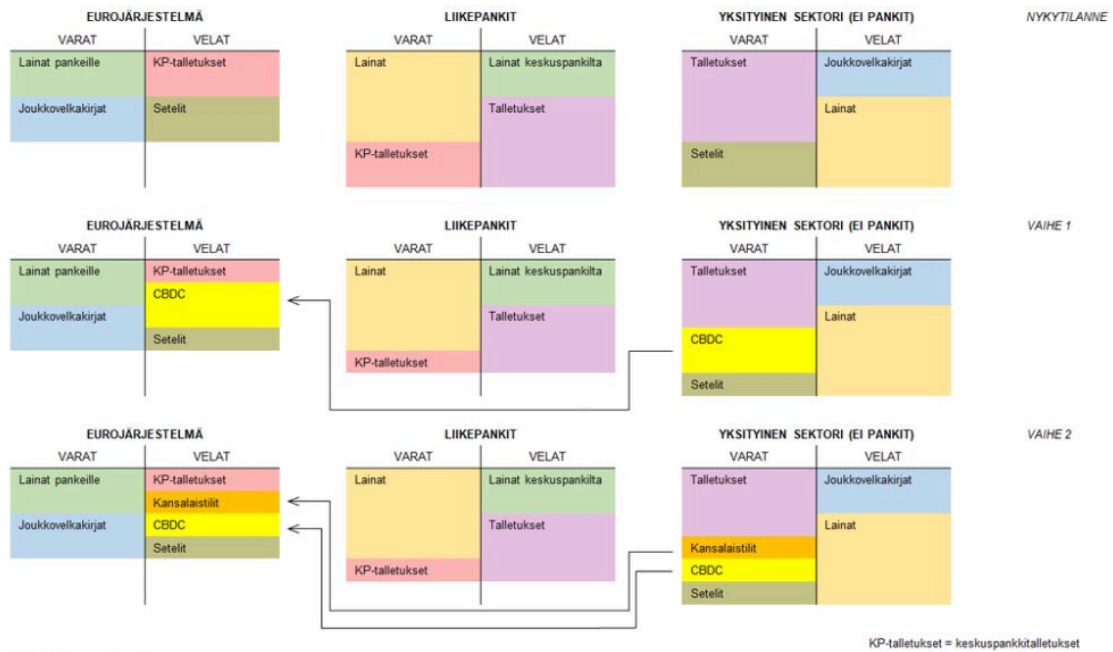 EUROJÄRJESTELMÄ LIIKEPANKIT YKSITYINEN SEKTORI (EI PANKIT) NYKYTILANNE
VARAT VELAT VARAT VELAT VARAT VELAT
Lainat pankeille KP-talletukset Lainat Lainat keskuspankilta Talletukset Joukkovelkakirjat
Joukkovelkakirjat Setelit Talletukset Lainat
KP-talletukset Setelit
EUROJÄRJESTELMÄ LIIKEPANKIT YKSITYINEN SEKTORI (EI PANKIT) VAIHE 1
VARAT VELAT VARAT VELAT VARAT VELAT
Lainat pankeille KP-talletukset Lainat Lainat keskuspankilta Talletukset Joukkovelkakirjat
CBDC
Joukkovelkakirjat Talletukset Lainat
Setelit CBDC
KP-talletukset
Setelit
EUROJÄRJESTELMÄ LIIKEPANKIT YKSITYINEN SEKTORI (EI PANKIT) VAIHE 2
VARAT VELAT VARAT VELAT VARAT VELAT
Lainat pankeille KP-talletukset Lainat Lainat keskuspankilta Talletukset Joukkovelkakirjat
Kansalaistilit
Joukkovelkakirjat CBDC Talletukset Lainat
Setelit Kansalaistilit
KP-talletukset CBDC
Setelit
KP-talletukset = keskuspankkitalletukset